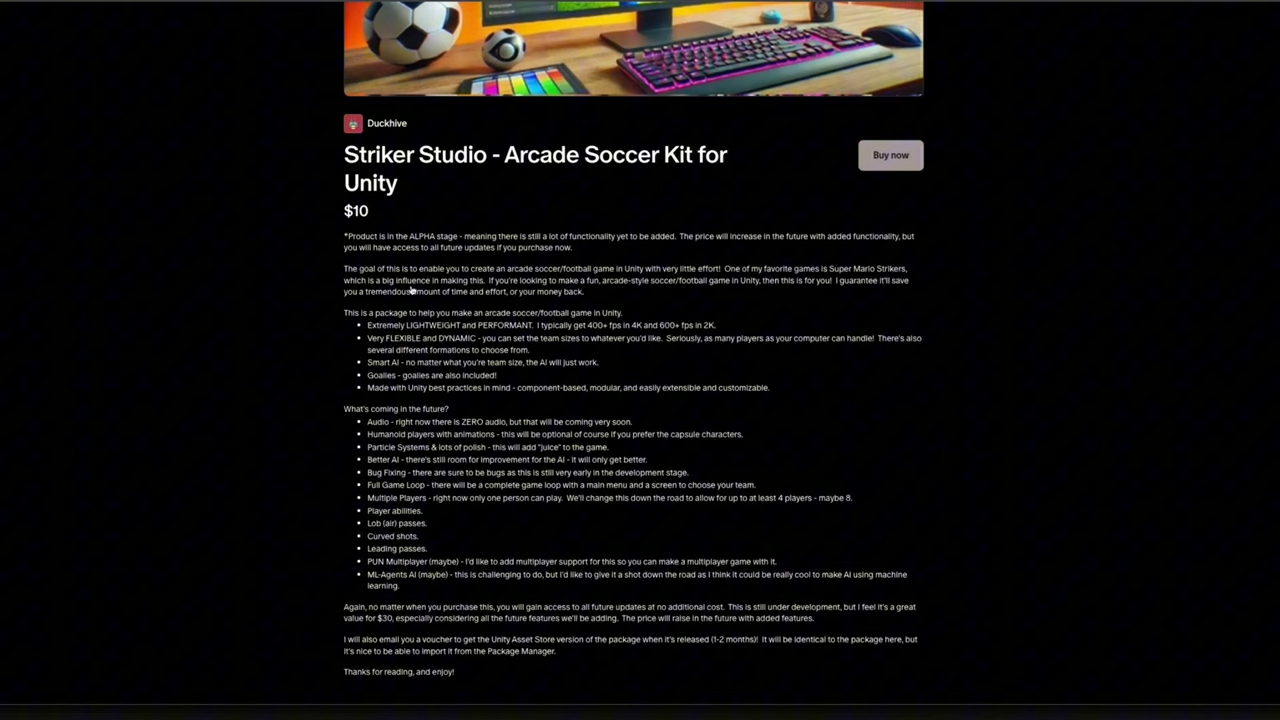 Duckhive
Striker Studio - Arcade Soccer Kit for
Unity
Buy now
$10
*Product is in the ALPHA stage - meaning there is still a lot of functionality yet to be added. The price will increase in the future with added functionality, but
you will have access to all future updates if you purchase now.
The goal of this is to enable you to create an arcade soccer/football game in Unity with very little effort! One of my favorite games is Super Mario Strikers,
which is a big influence in making this. If you're looking to make a fun, arcade-style soccer/football game in Unity, then this is for you! I guarantee it'll save
you a tremendous amount of time and effort, or your money back.
This is a package to help you make an arcade soccer/football game in Unity.
• Extremely LIGHTWEIGHT and PERFORMANT. I typically get 400+ fps in 4K and 600+ fps in 2K.
• Very FLEXIBLE and DYNAMIC - you can set the team sizes to whatever you'd like. Seriously, as many players as your computer can handle! There's also
several different formations to choose from.
• Smart AI - no matter what you're team size, the AI will just work.
• Goalies - goalies are also included!
• Made with Unity best practices in mind - component-based, modular, and easily extensible and customizable.
What's coming in the future?
• Audio - right now there is ZERO audio, but that will be coming very soon.
• Humanoid players with animations - this will be optional of course if you prefer the capsule characters.
• Particle Systems & lots of polish - this will add "juice" to the game.
• Better AI - there's still room for improvement for the AI - it will only get better.
• Bug Fixing - there are sure to be bugs as this is still very early in the development stage.
• Full Game Loop - there will be a complete game loop with a main menu and a screen to choose your team.
• Multiple Players - right now only one person can play. We'll change this down the road to allow for up to at least 4 players - maybe 8.
• Player abilities.
• Lob (air) passes.
• Curved shots.
• Leading passes.
• PUN Multiplayer (maybe) - I'd like to add multiplayer support for this so you can make a multiplayer game with it.
• ML-Agents AI (maybe) - this is challenging to do, but I'd like to give it a shot down the road as I think it could be really cool to make AI using machine
learning.
Again, no matter when you purchase this, you will gain access to all future updates at no additional cost. This is still under development, but I feel it's a great
value for $30, especially considering all the future features we'll be adding. The price will raise in the future with added features.
I will also email you a voucher to get the Unity Asset Store version of the package when it's released (1-2 months)! It will be identical to the package here, but
it's nice to be able to import it from the Package Manager.
Thanks for reading, and enjoy!